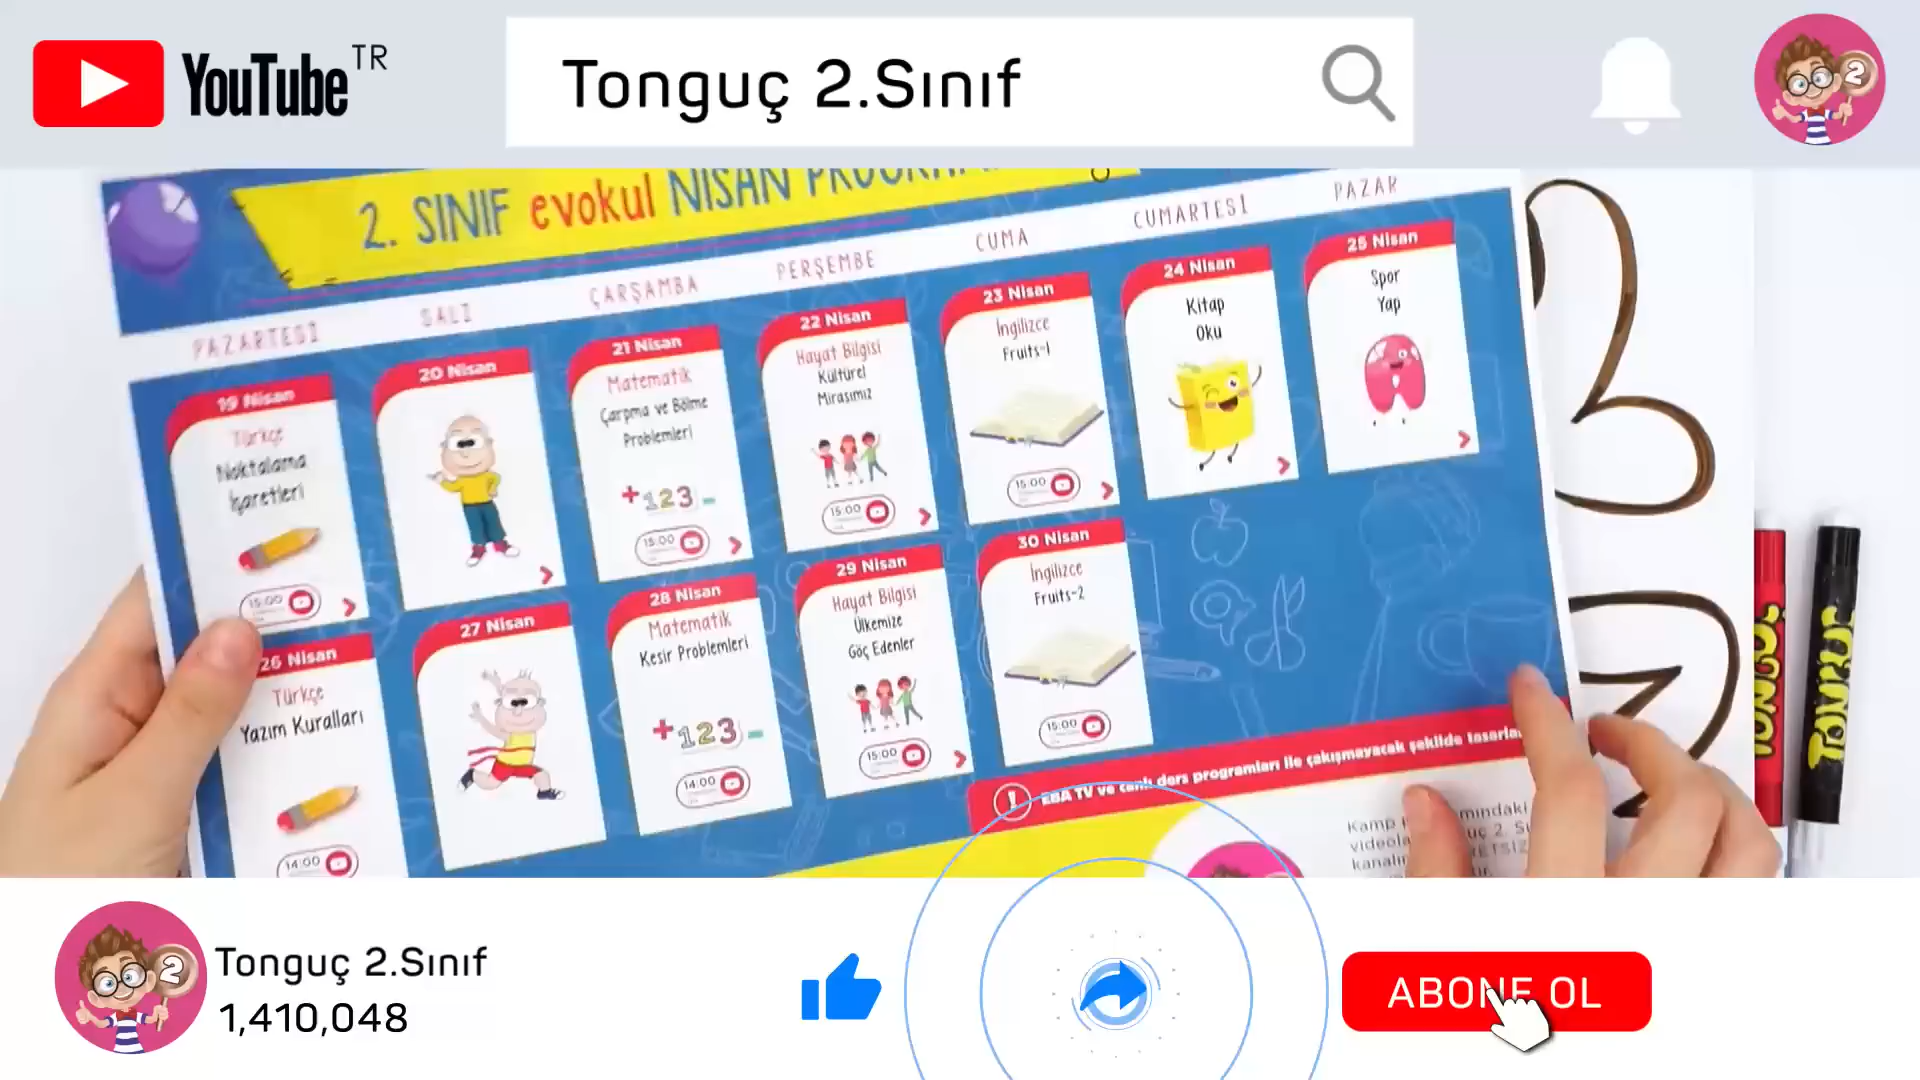 YouTube TR
Tonguç 2.Sınıf
2. SINIF evokul NİSAN PROGRAMI
PAZARTESİ
SALI
ÇARŞAMBA
PERŞEMBE
CUMA
CUMARTESİ
PAZAR
19 Nisan
Türkçe
Noktalama
İşaretleri
15:00
20 Nisan
21 Nisan
Matematik
Çarpma ve Bölme
Problemleri
+123-
15:00
22 Nisan
Hayat Bilgisi
Kültürel
Mirasımız
15:00
23 Nisan
İngilizce
Fruits-1
15:00
24 Nisan
Kitap
Oku
25 Nisan
Spor
Yap
26 Nisan
Türkçe
Yazım Kuralları
14:00
27 Nisan
28 Nisan
Matematik
Kesir Problemleri
+123-
14:00
29 Nisan
Hayat Bilgisi
Ülkemize
Göç Edenler
15:00
30 Nisan
İngilizce
Fruits-2
15:00
! EBA TV ve canlı ders programları ile çakışmayacak şekilde
Kamp
TONGUÇ
TONGUÇ
2
Tonguç 2.Sınıf
1,410,048
ABONE OL